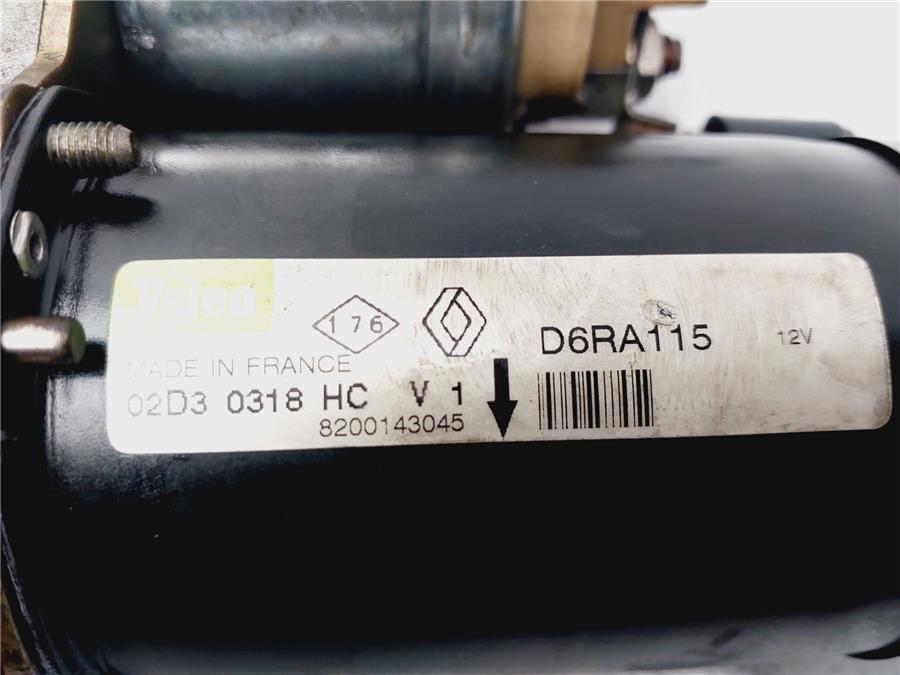 Valeo
176
D6RA115
12V
MADE IN FRANCE
02D3 0318 HC V 1
8200143045